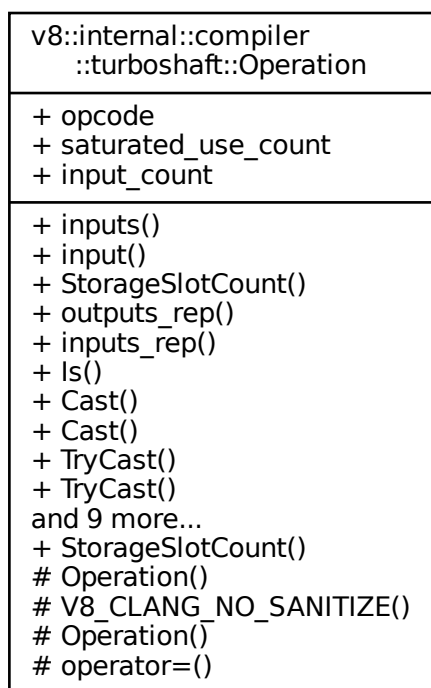 v8::internal::compiler
::turboshaft::Operation
+ opcode
+ saturated_use_count
+ input_count
+ inputs()
+ input()
+ StorageSlotCount()
+ outputs_rep()
+ inputs_rep()
+ Is()
+ Cast()
+ Cast()
+ TryCast()
+ TryCast()
and 9 more...
+ StorageSlotCount()
# Operation()
# V8_CLANG_NO_SANITIZE()
# Operation()
# operator=()